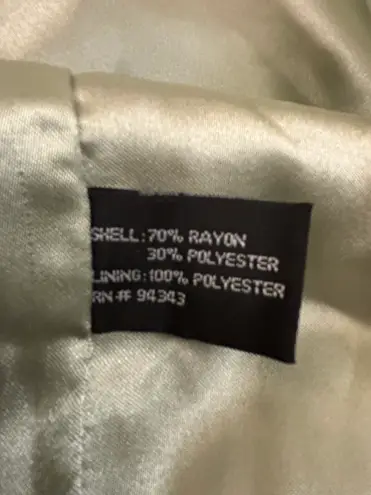 SHELL: 70% RAYON
30% POLYESTER
LINING: 100% POLYESTER
RN # 94343